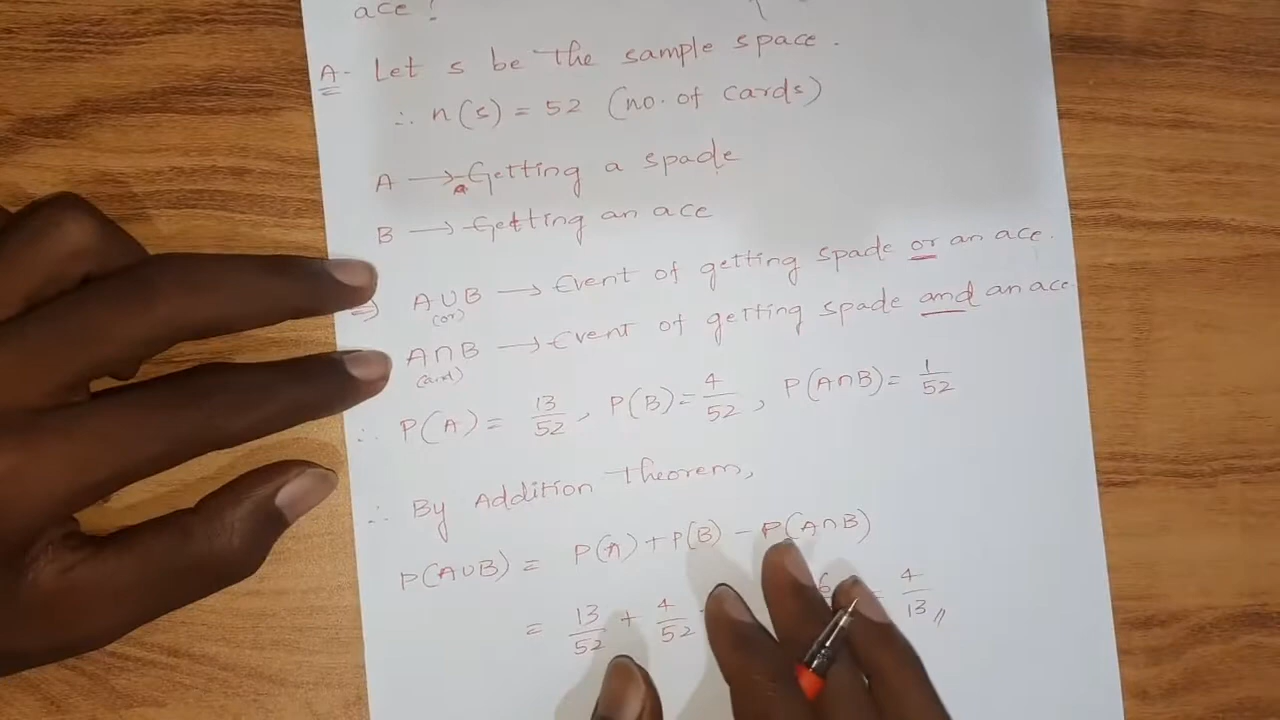 ace?
A- Let s be the sample space.
∴ n(s) = 52 (no. of cards)
A → Getting a spade
B → Getting an ace
⇒ A∪B → Event of getting spade or an ace.
(or)
A∩B → Event of getting spade and an ace
(and)
∴ P(A) = 13/52, P(B) = 4/52, P(A∩B) = 1/52
∴ By Addition Theorem,
P(A∪B) = P(A) + P(B) - P(A∩B)
= 13/52 + 4/52 - = 4/13 //